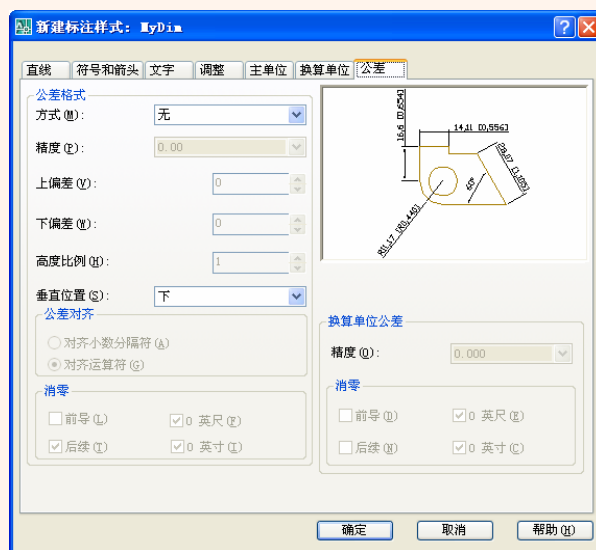 新建标注样式: MyDim
直线 符号和箭头 文字 调整 主单位 换算单位 公差
公差格式
方式(M): 无
精度(P): 0.00
上偏差(V): 0
下偏差(W): 0
高度比例(H): 1
垂直位置(S): 下
公差对齐
对齐小数分隔符(A)
对齐运算符(G)
消零
前导(L) 0 英尺(F)
后续(T) 0 英寸(I)
16,6 [0,654]
14,11 [0,556]
28,07 [1,105]
60°
R11,17 [R0,440]
换算单位公差
精度(O): 0.000
消零
前导(D) 0 英尺(E)
后续(N) 0 英寸(C)
确定 取消 帮助(H)